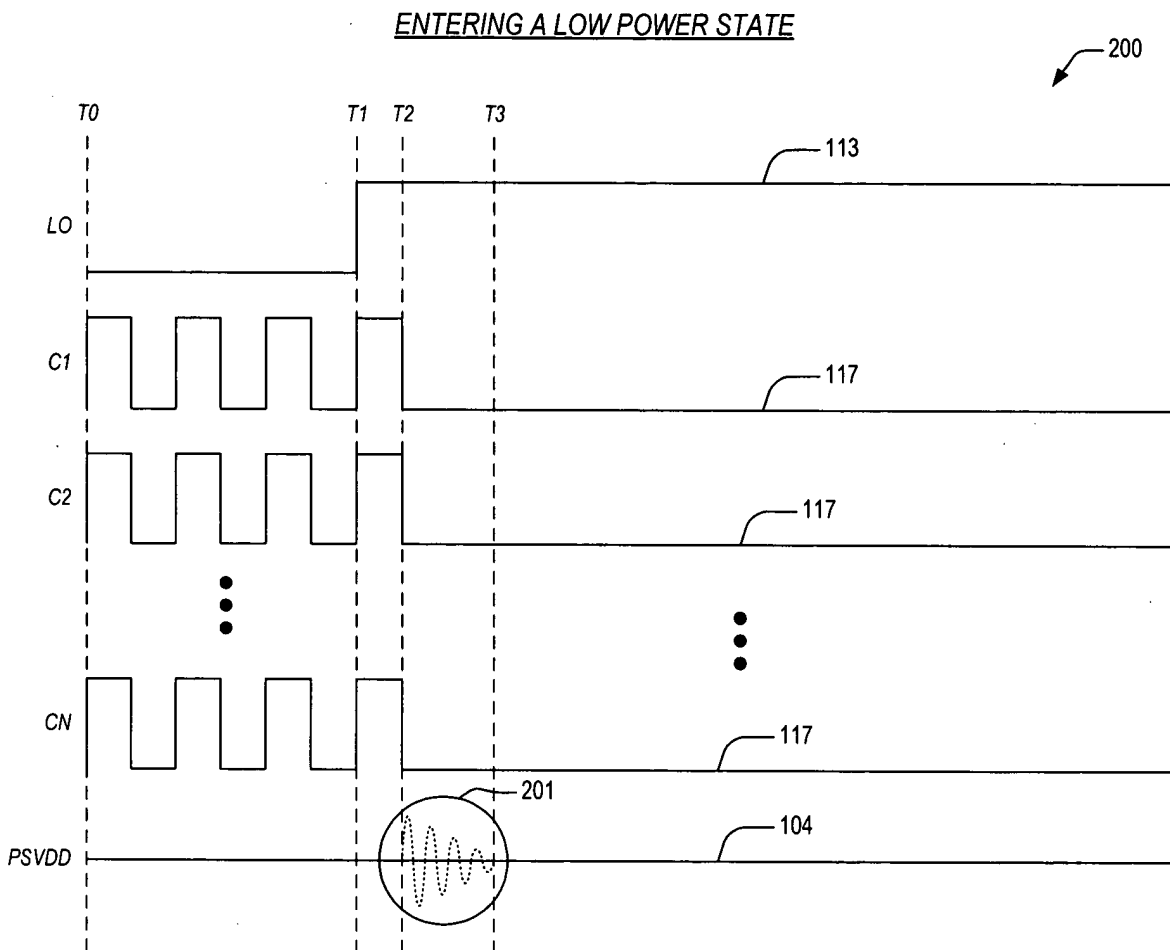 ENTERING A LOW POWER STATE
200
T0 T1 T2 T3
113
LO
C1
117
C2
117
CN
117
201
PSVDD
104